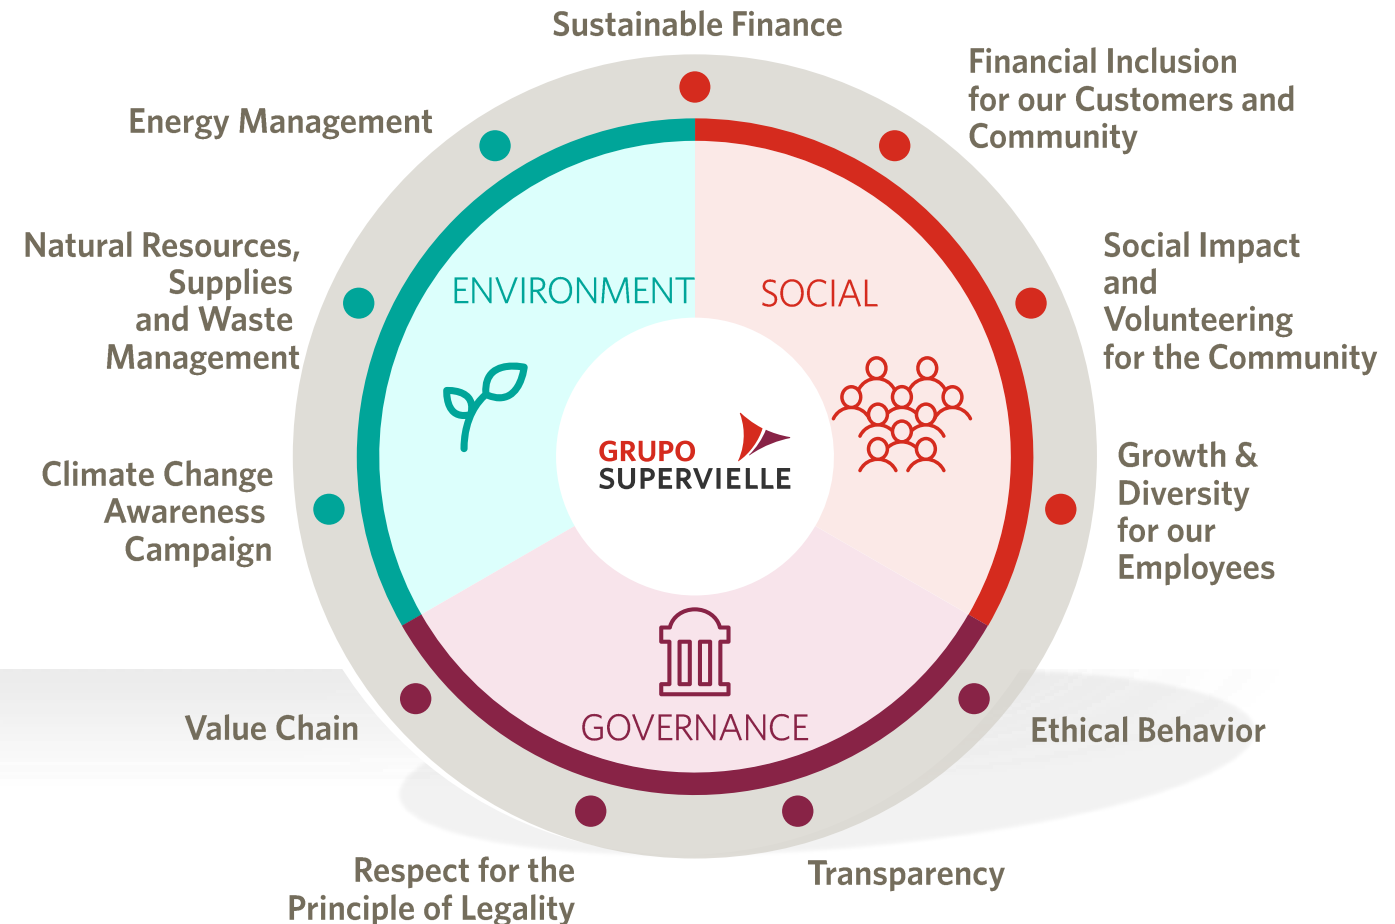 Sustainable Finance
Financial Inclusion
for our Customers and
Community
Energy Management
Natural Resources,
Supplies
and Waste
Management
Social Impact
and
Volunteering
for the Community
ENVIRONMENT
SOCIAL
GRUPO
SUPERVIELLE
Climate Change
Awareness
Campaign
Growth &
Diversity
for our
Employees
GOVERNANCE
Value Chain
Ethical Behavior
Respect for the
Principle of Legality
Transparency